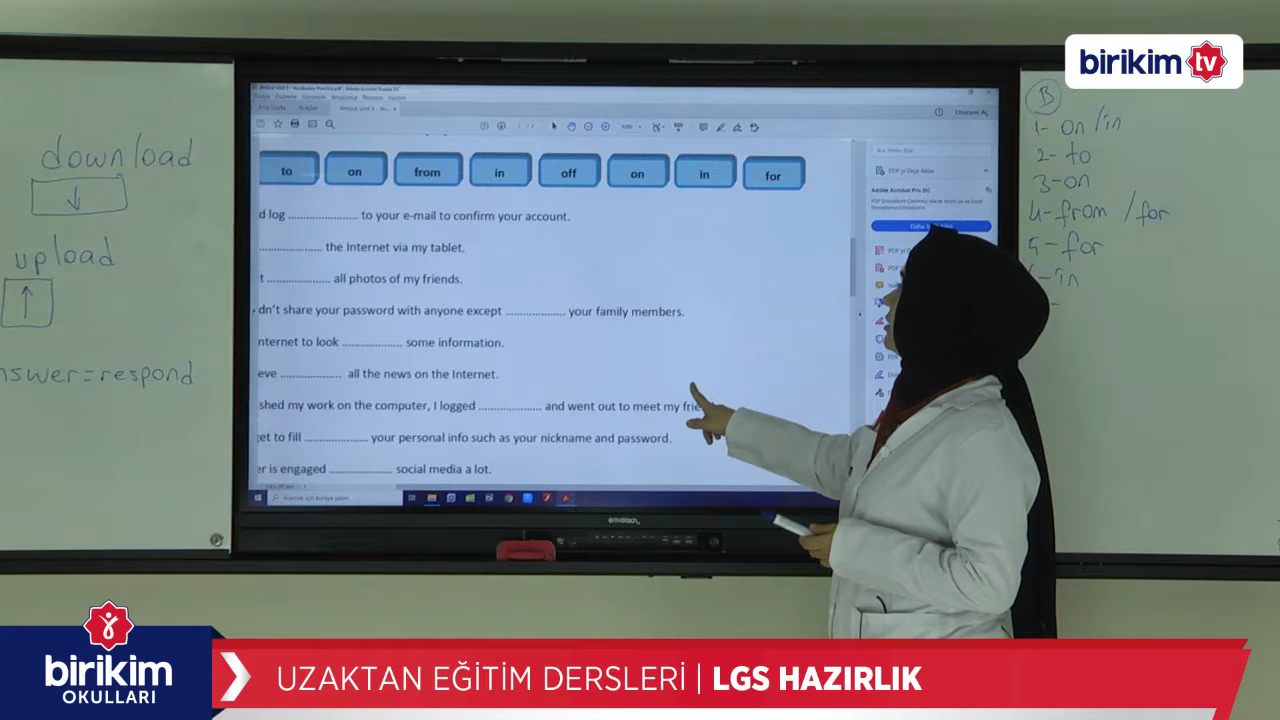 birikim tv
download
upload
nswer=respond
to
on
from
in
off
on
in
for
d log ..................... to your e-mail to confirm your account.
................... the Internet via my tablet.
t ................... all photos of my friends.
dn't share your password with anyone except .................. your family members.
nternet to look .................. some information.
eve .................. all the news on the Internet.
shed my work on the computer, I logged ................... and went out to meet my frie
et to fill ................... your personal info such as your nickname and password.
er is engaged ................... social media a lot.
Adobe Acrobat Pro DC
B
1- on/in
2- to
3-on
4-from /for
5-for
-in
birikim
OKULLARI
UZAKTAN EĞİTİM DERSLERİ | LGS HAZIRLIK